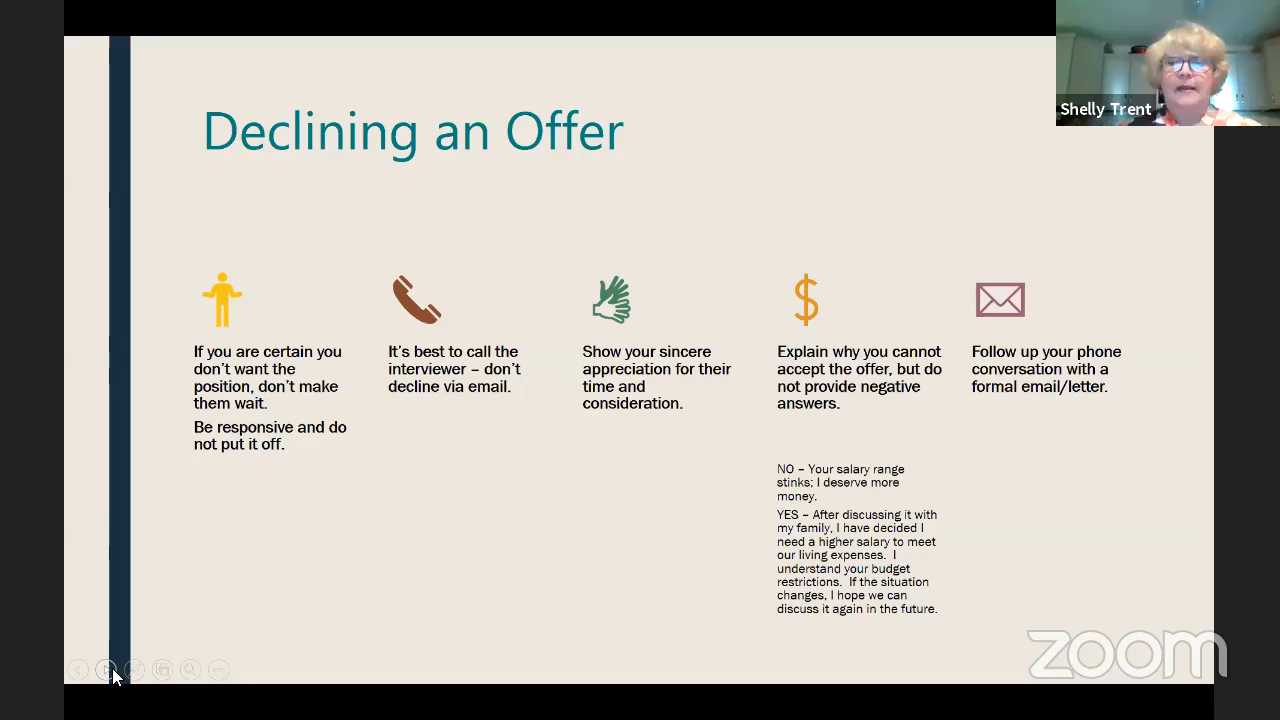 Declining an Offer
Shelly Trent
If you are certain you
don't want the
position, don't make
them wait.
Be responsive and do
not put it off.
It's best to call the
interviewer – don't
decline via email.
Show your sincere
appreciation for their
time and
consideration.
$
Explain why you cannot
accept the offer, but do
not provide negative
answers.
NO – Your salary range
stinks; I deserve more
money.
YES – After discussing it with
my family, I have decided I
need a higher salary to meet
our living expenses.  I
understand your budget
restrictions.  If the situation
changes, I hope we can
discuss it again in the future.
Follow up your phone
conversation with a
formal email/letter.
zoom